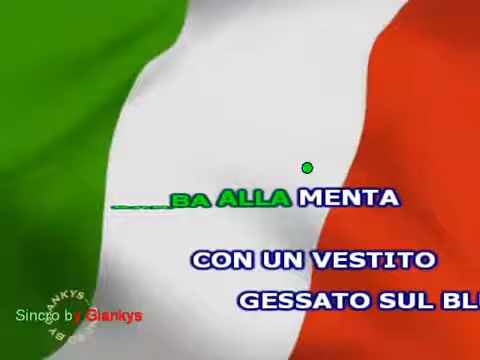 BA ALLA MENTA
CON UN VESTITO
GESSATO SUL BL
Sincro by Giankys